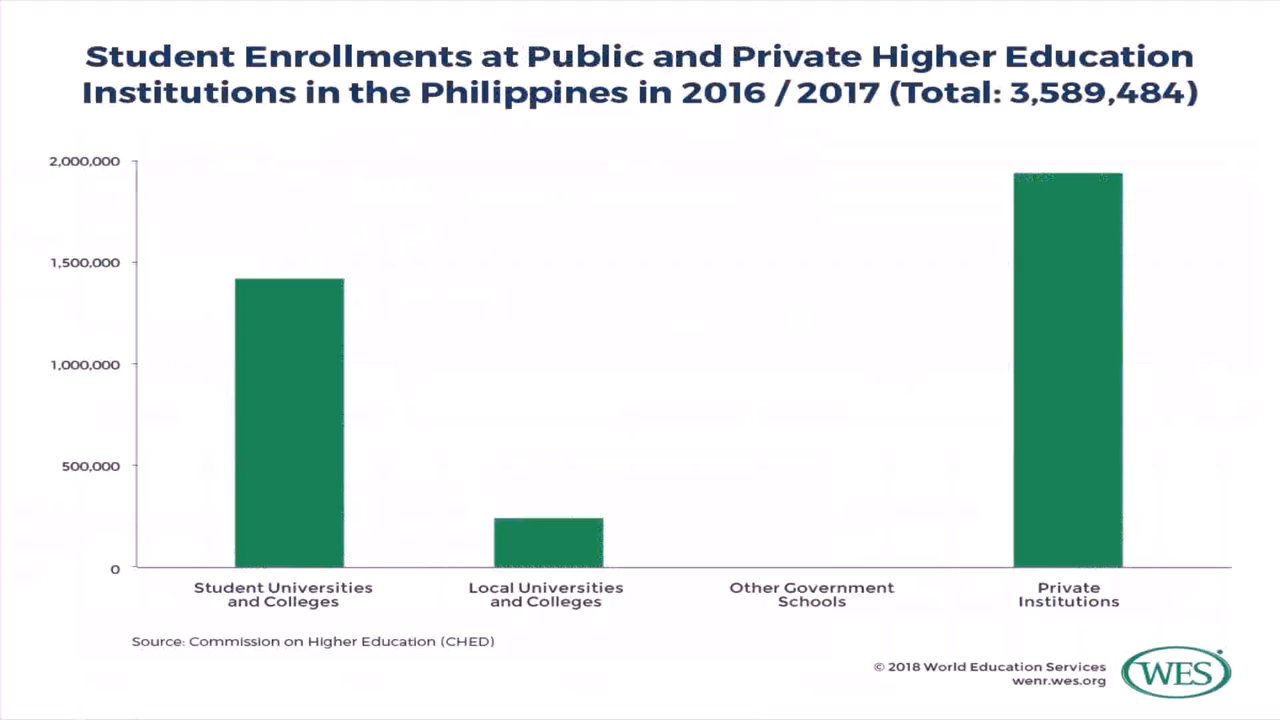 Student Enrollments at Public and Private Higher Education
Institutions in the Philippines in 2016 / 2017 (Total: 3,589,484)
2,000,000
1,500,000
1,000,000
500,000
0
Student Universities
and Colleges
Local Universities
and Colleges
Other Government
Schools
Private
Institutions
Source: Commission on Higher Education (CHED)
© 2018 World Education Services
wenr.wes.org
WES